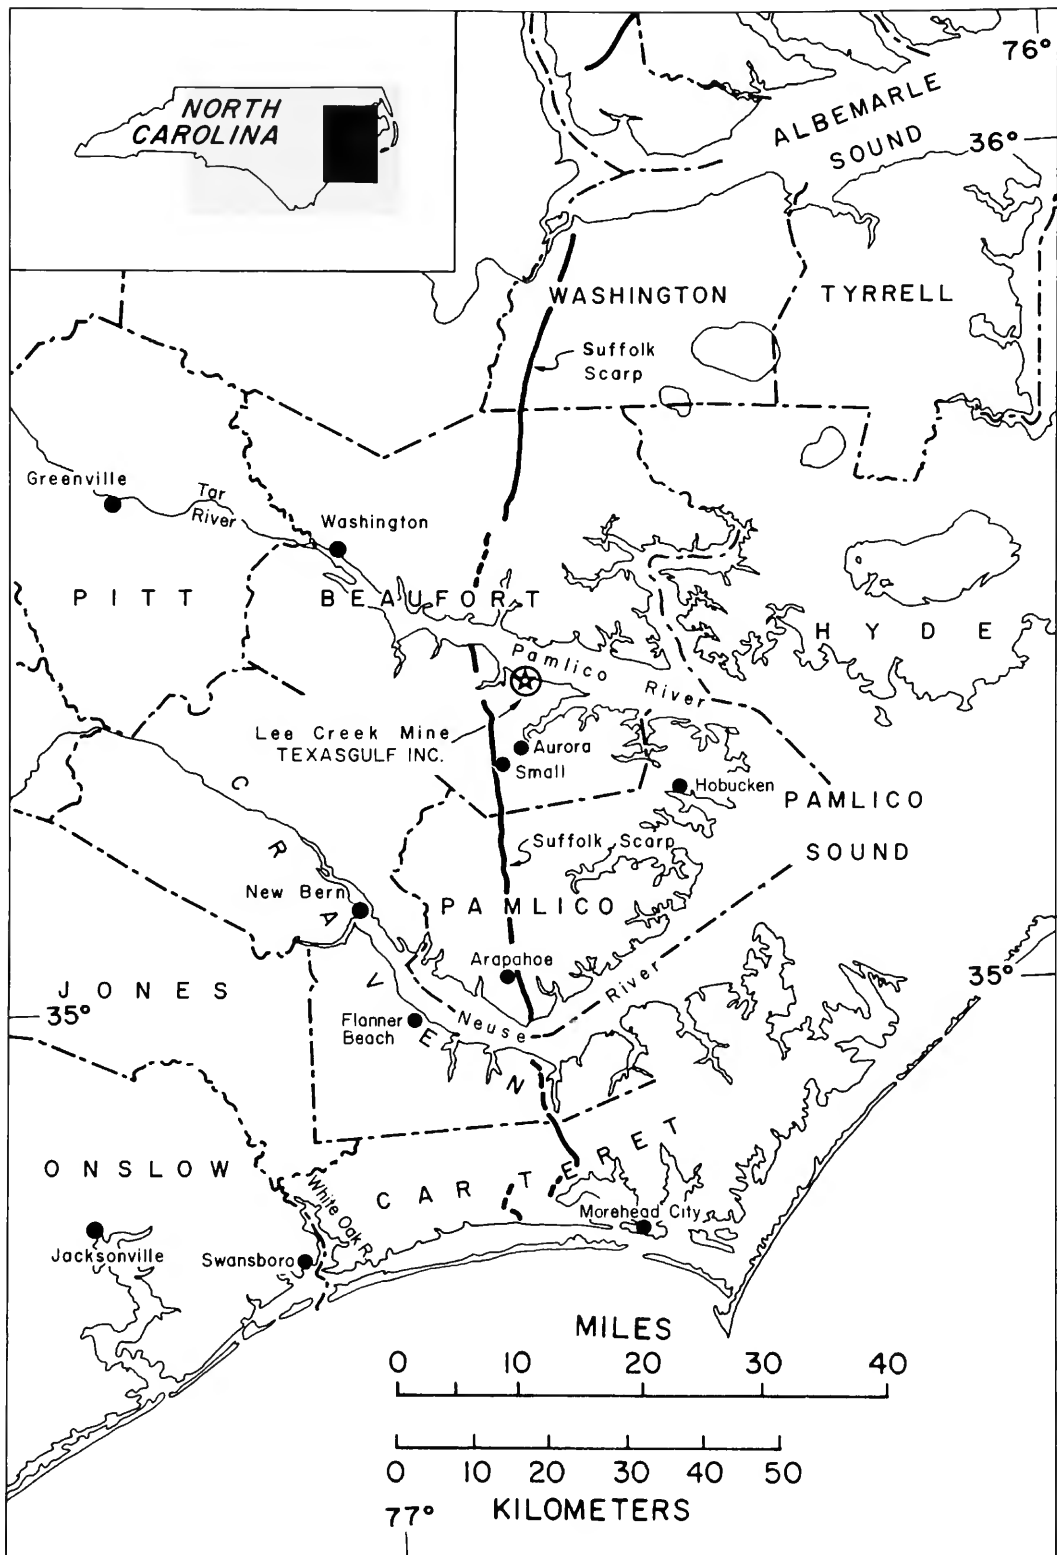 76°
NORTH
CAROLINA
ALBEMARLE
SOUND
36°
WASHINGTON
TYRRELL
Suffolk
Scarp
Greenville
Tar
River
Washington
PITT
BEAUFORT
HYDE
Pamlico River
Lee Creek Mine
TEXASGULF INC.
Aurora
Small
Hobucken
PAMLICO
SOUND
CRAVEN
Suffolk Scarp
New Bern
PAMLICO
Arapahoe
35°
JONES
35°
Flanner
Beach
Neuse River
ONSLOW
CARTERET
White Oak R.
Morehead City
Jacksonville
Swansboro
MILES
0 10 20 30 40
0 10 20 30 40 50
KILOMETERS
77°